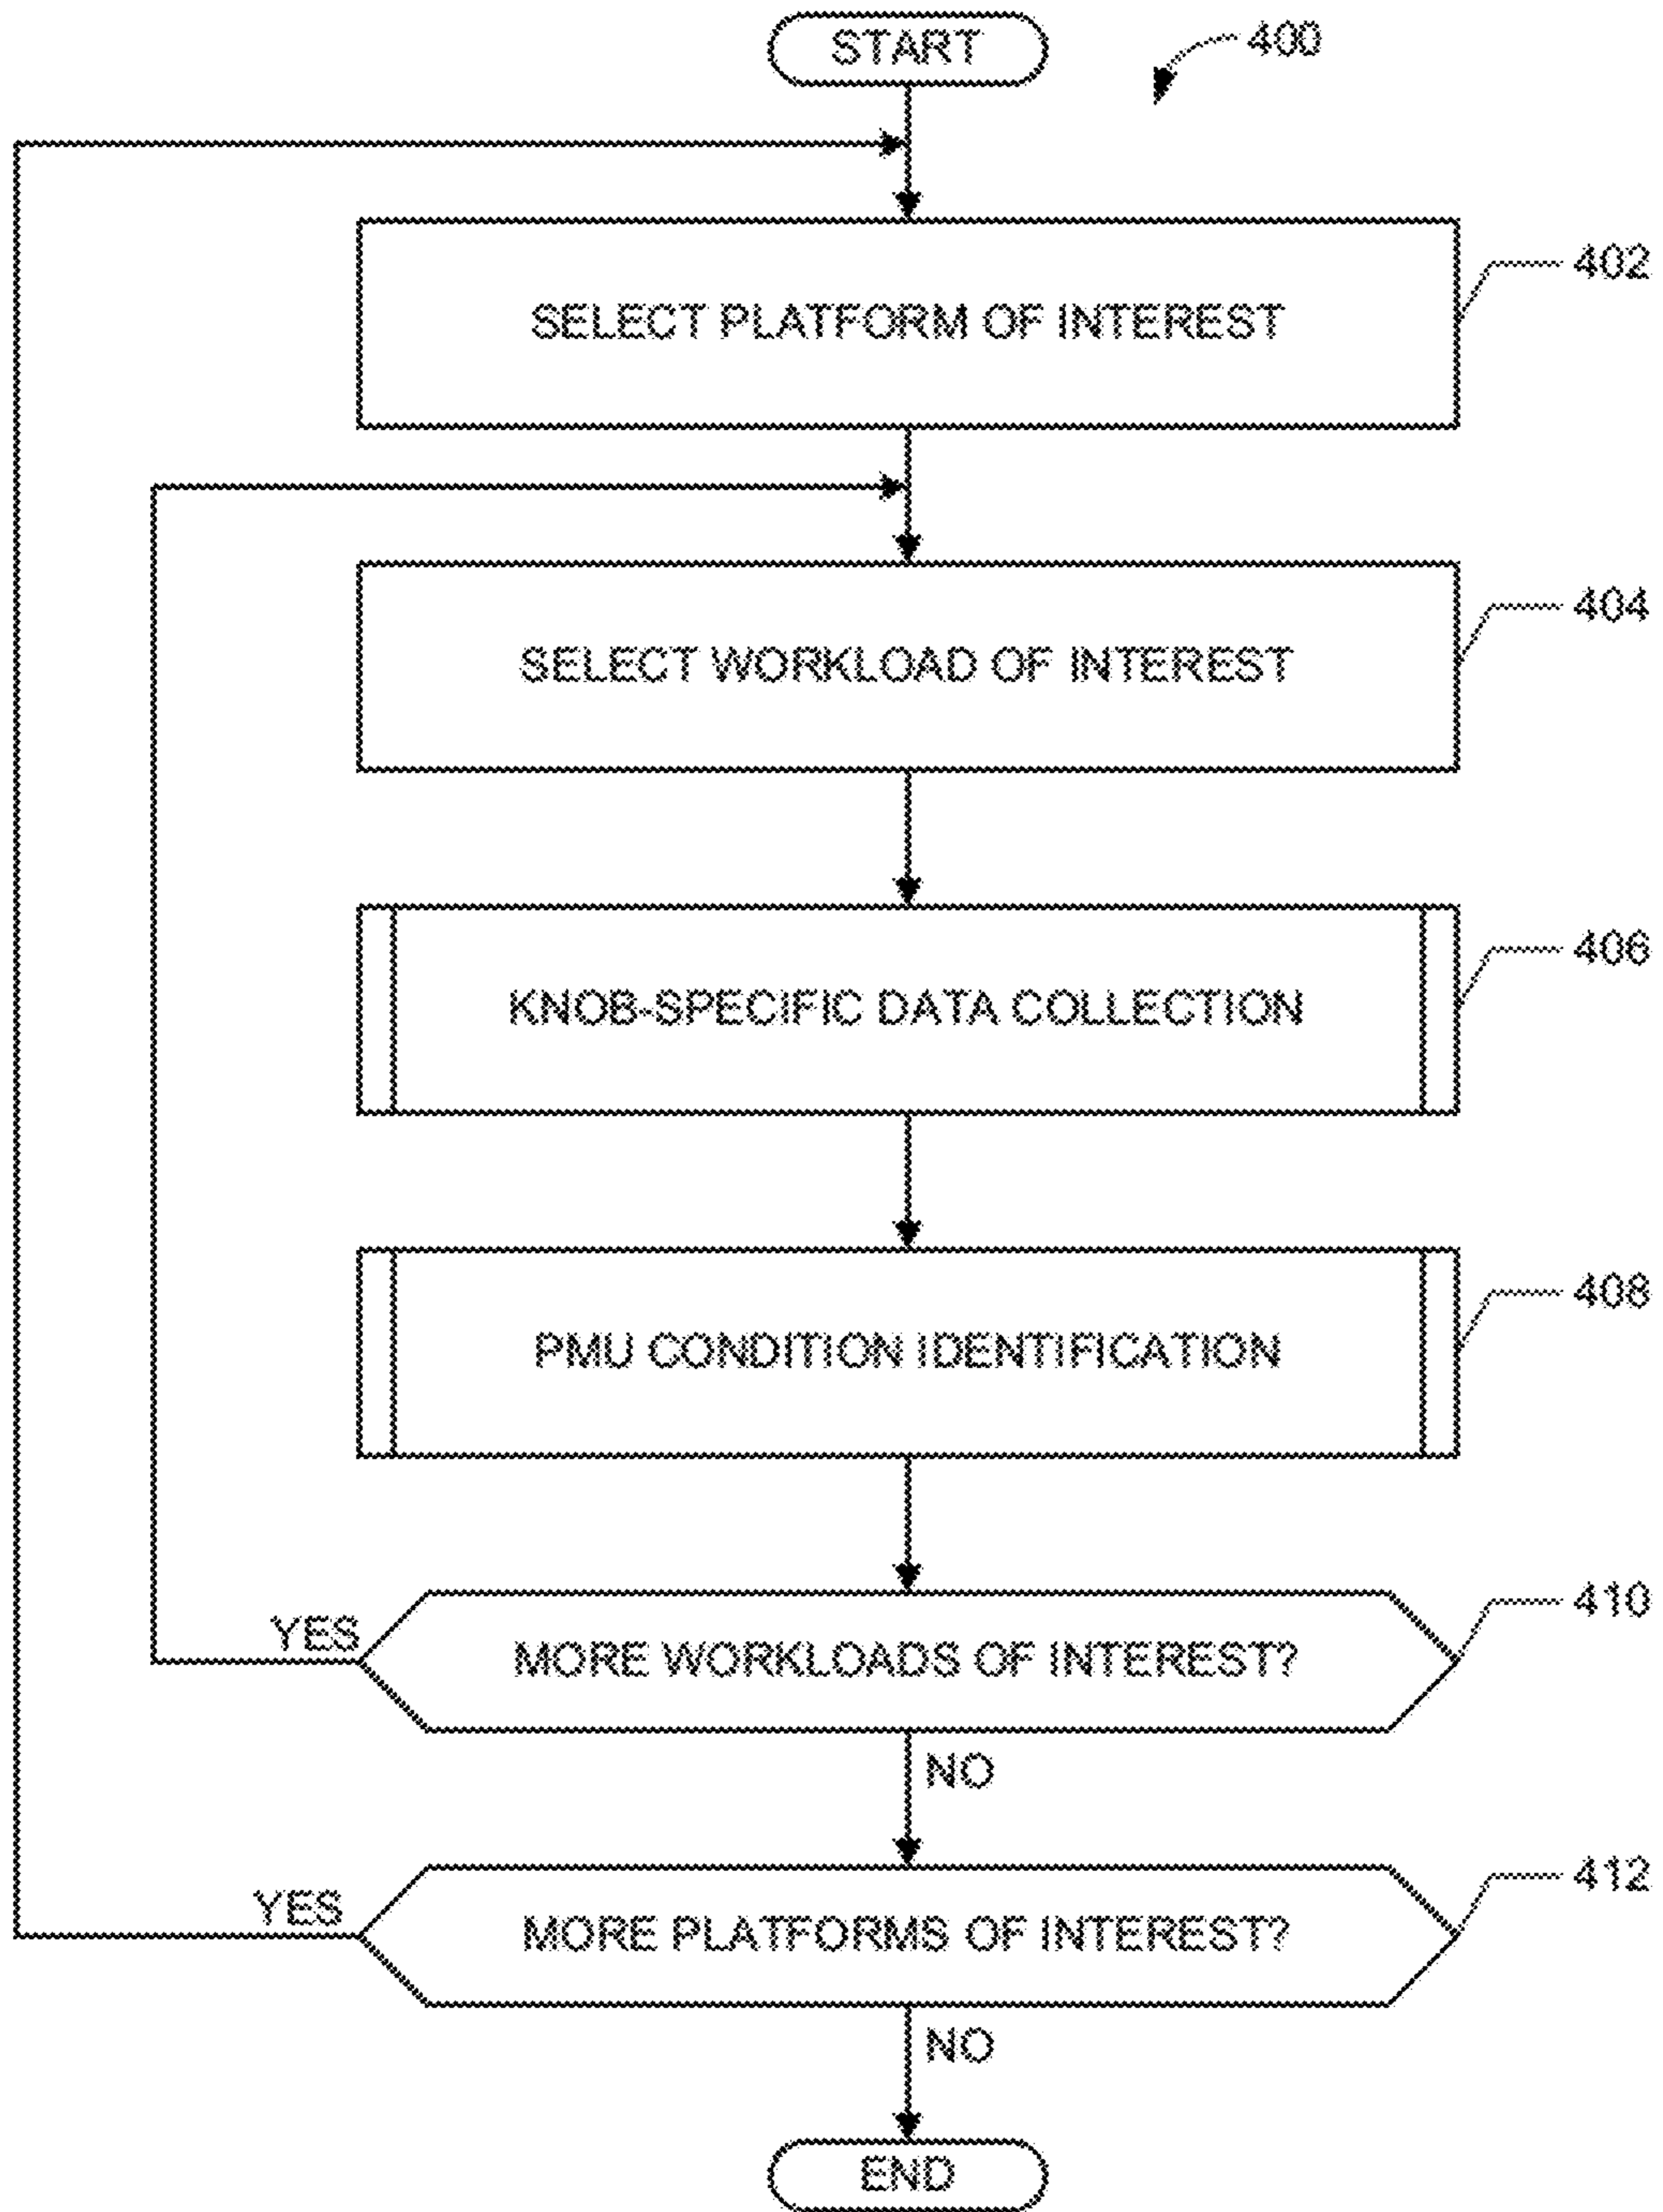 START
400
SELECT PLATFORM OF INTEREST
402
SELECT WORKLOAD OF INTEREST
404
KNOB-SPECIFIC DATA COLLECTION
406
PMU CONDITION IDENTIFICATION
408
YES
MORE WORKLOADS OF INTEREST?
410
NO
YES
MORE PLATFORMS OF INTEREST?
412
NO
END